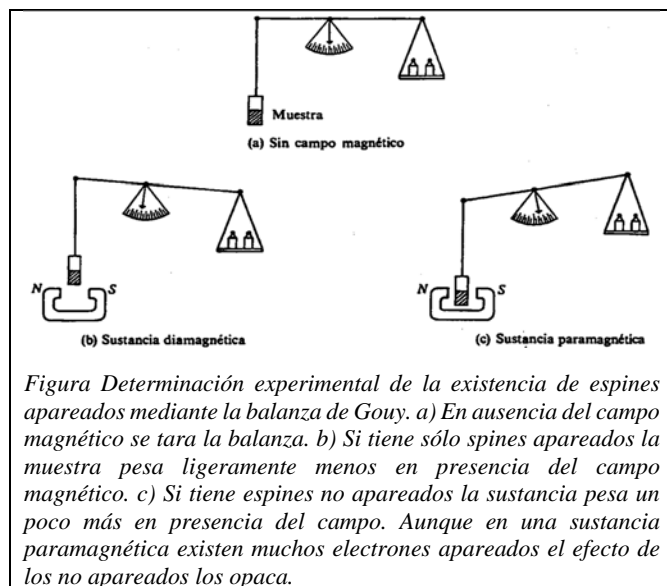 Muestra
(a) Sin campo magnético
N S
(b) Sustancia diamagnética
N S
(c) Sustancia paramagnética
Figura Determinación experimental de la existencia de espines
apareados mediante la balanza de Gouy. a) En ausencia del campo
magnético se tara la balanza. b) Si tiene sólo spines apareados la
muestra pesa ligeramente menos en presencia del campo
magnético. c) Si tiene espines no apareados la sustancia pesa un
poco más en presencia del campo. Aunque en una sustancia
paramagnética existen muchos electrones apareados el efecto de
los no apareados los opaca.